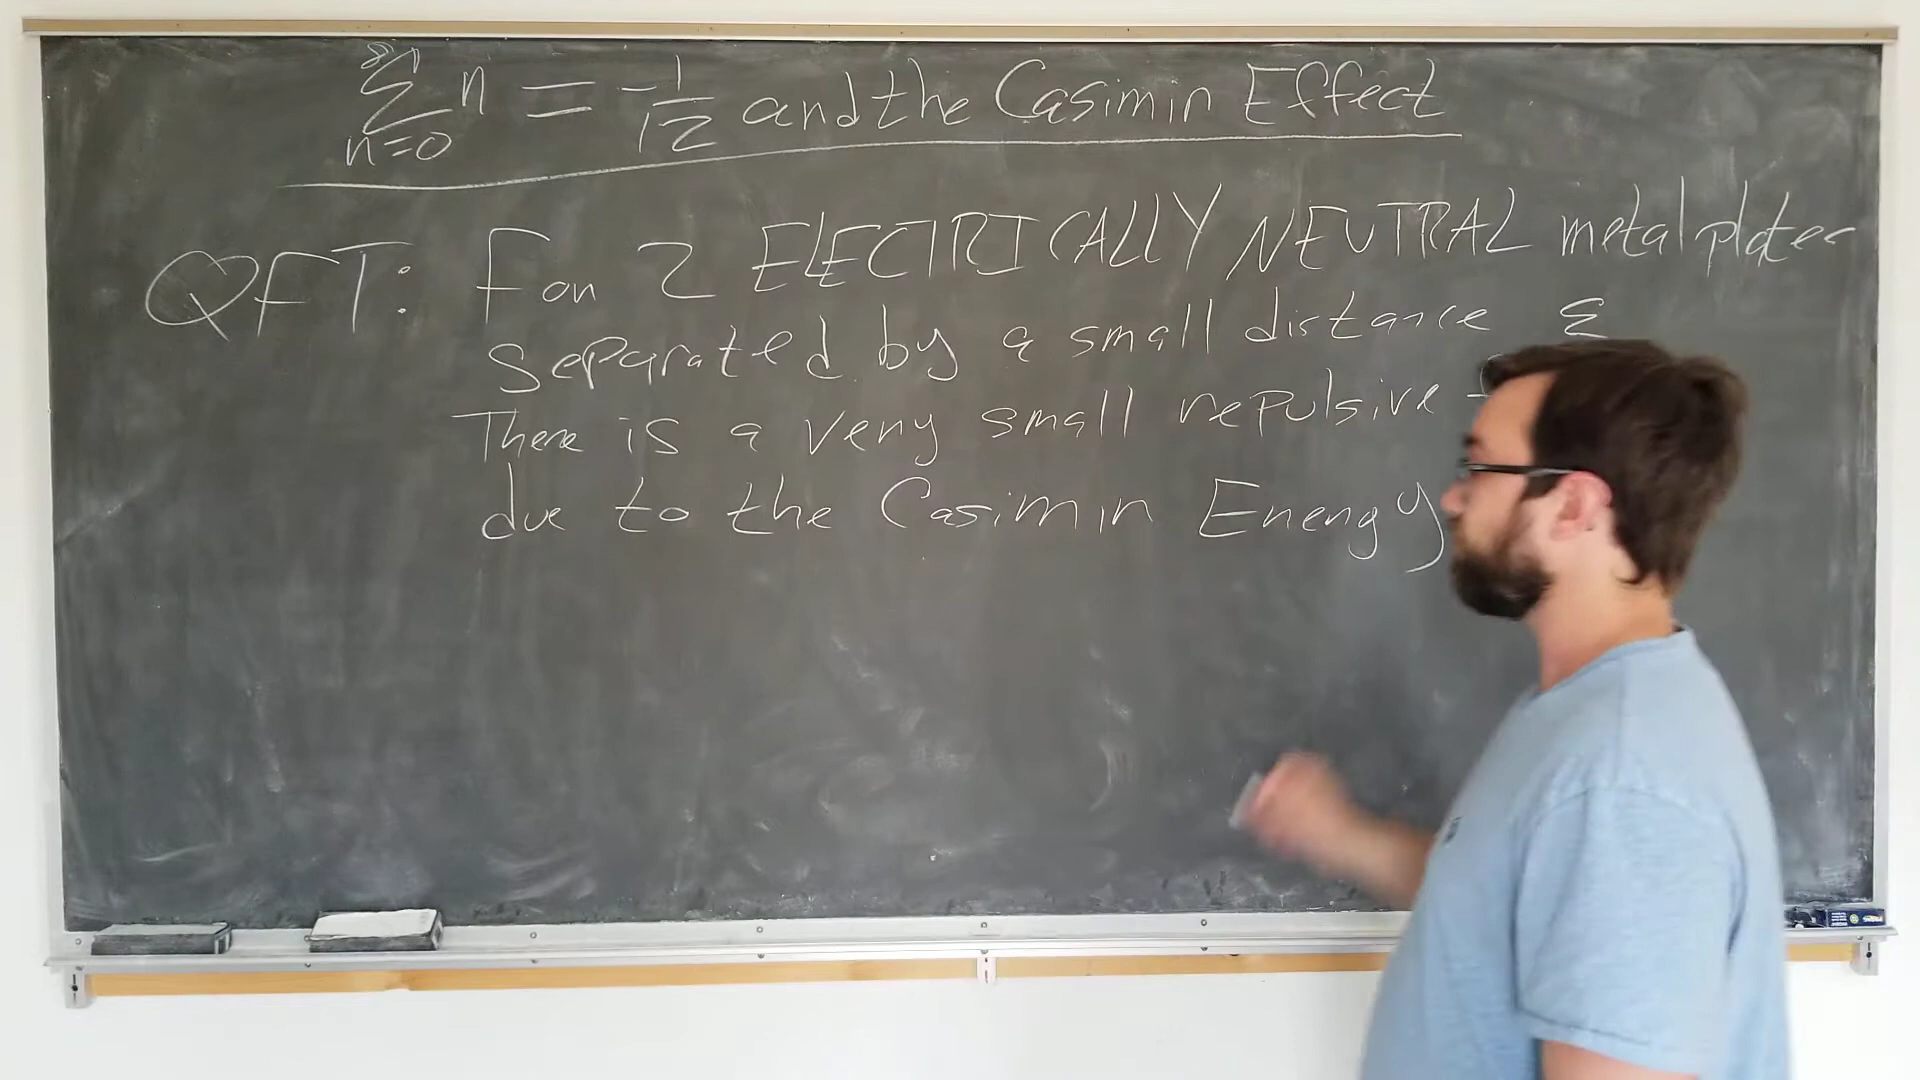 ∞
∑ n = -1/12 and the Casimir Effect
n=0
QFT: For 2 ELECTRICALLY NEUTRAL metal plates
separated by a small distance ε
There is a very small repulsive
due to the Casimir Energy